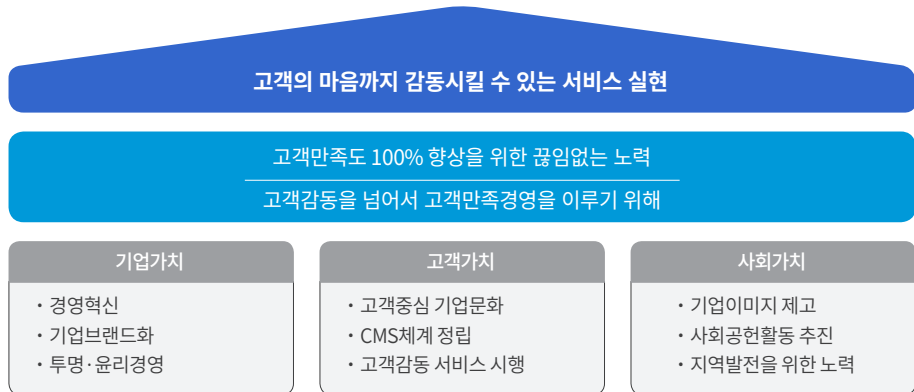 고객의 마음까지 감동시킬 수 있는 서비스 실현
고객만족도 100% 향상을 위한 끊임없는 노력
고객감동을 넘어서 고객만족경영을 이루기 위해
기업가치
· 경영혁신
· 기업브랜드화
· 투명·윤리경영
고객가치
· 고객중심 기업문화
· CMS체계 정립
· 고객감동 서비스 시행
사회가치
· 기업이미지 제고
· 사회공헌활동 추진
· 지역발전을 위한 노력